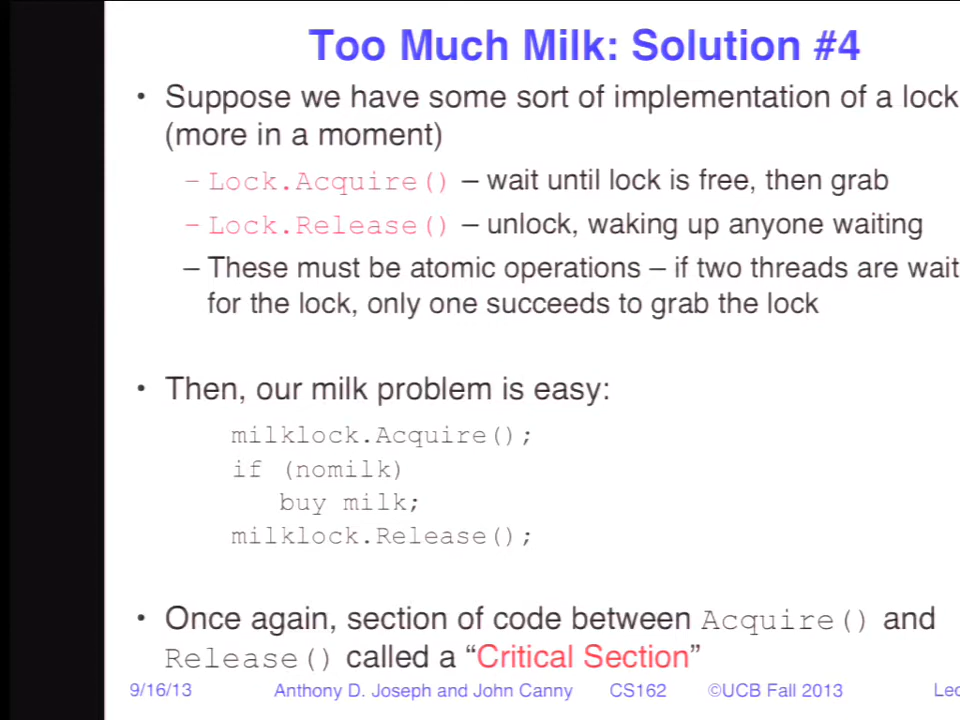 Too Much Milk: Solution #4
• Suppose we have some sort of implementation of a lock
(more in a moment)
– Lock.Acquire() – wait until lock is free, then grab
– Lock.Release() – unlock, waking up anyone waiting
– These must be atomic operations – if two threads are wait
for the lock, only one succeeds to grab the lock
• Then, our milk problem is easy:
milklock.Acquire();
if (nomilk)
buy milk;
milklock.Release();
• Once again, section of code between Acquire() and
Release() called a “Critical Section”
9/16/13 Anthony D. Joseph and John Canny CS162 ©UCB Fall 2013 Lec